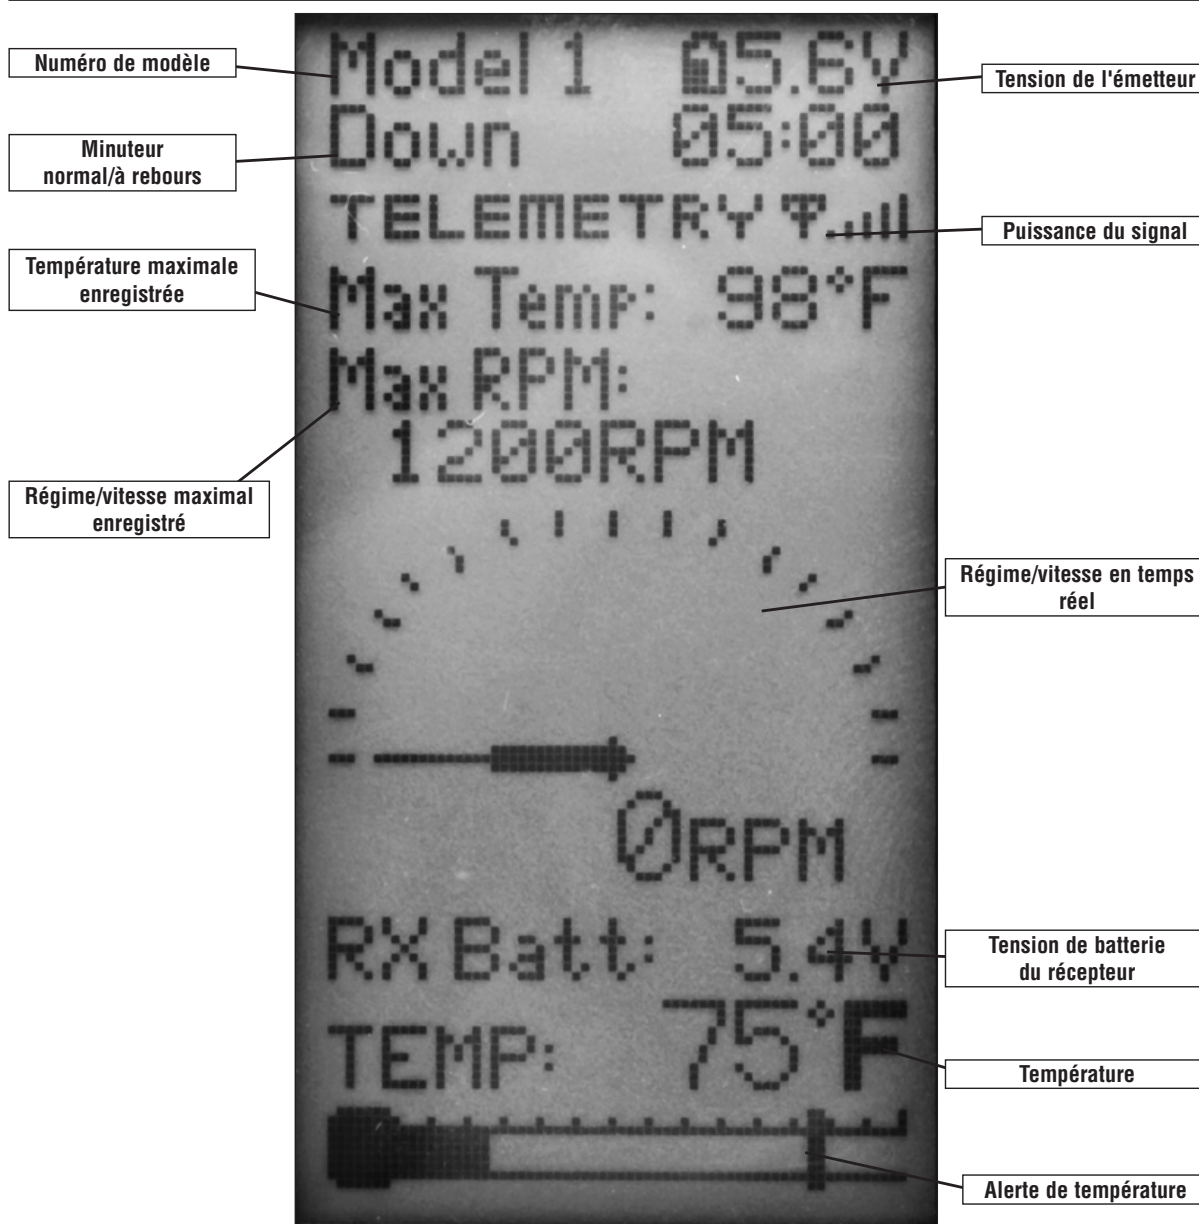 Numéro de modèle
Minuteur
normal/à rebours
Température maximale
enregistrée
Régime/vitesse maximal
enregistré
Model 1 05.6V
Down 05:00
TELEMETRY
Max Temp: 98°F
Max RPM:
1200RPM
0RPM
RX Batt: 5.4V
TEMP: 75°F
Tension de l'émetteur
Puissance du signal
Régime/vitesse en temps
réel
Tension de batterie
du récepteur
Température
Alerte de température